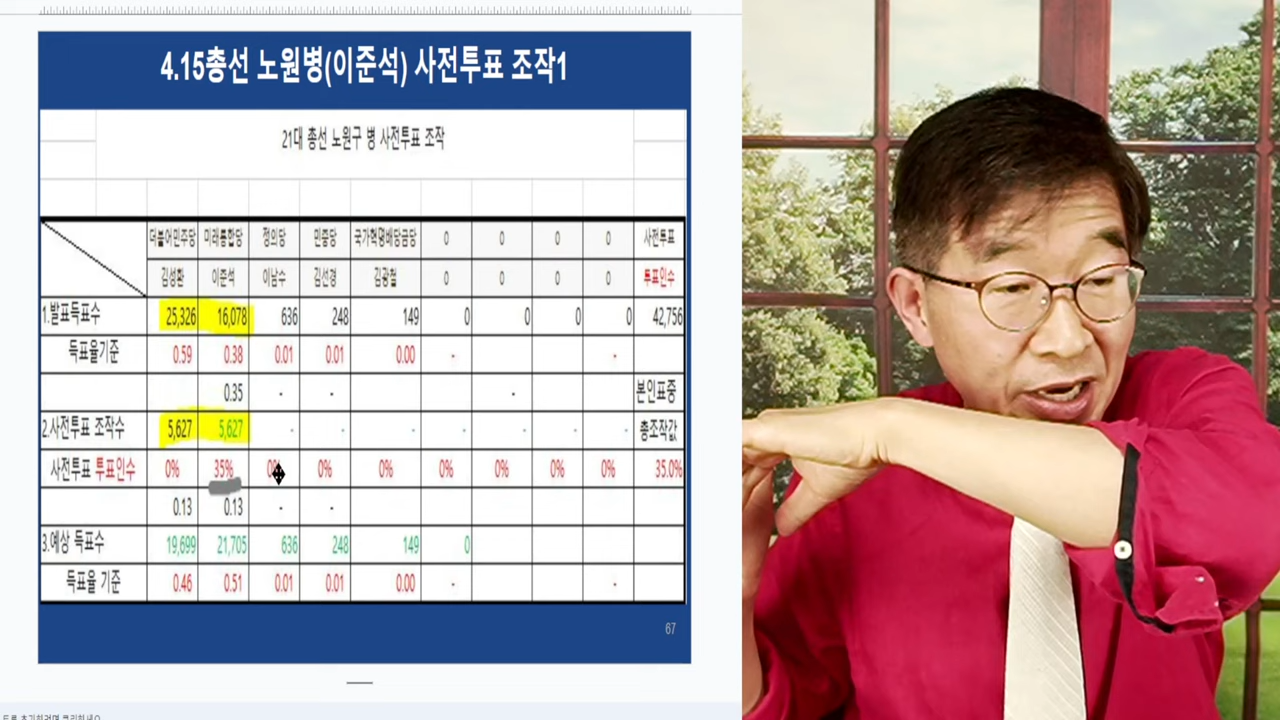 4.15총선 노원병(이준석) 사전투표 조작1
21대 총선 노원구 병 사전투표 조작
더불어민주당 미래통합당 정의당 민중당 국가혁명배당금당 0 0 0 0 사전투표
김성환 이준석 이남수 김선경 김광철 0 0 0 0 투표인수
1.발표득표수 25,326 16,078 636 248 149 0 0 0 0 42,756
득표율기준 0.59 0.38 0.01 0.01 0.00 - -
0.35 - - - 본인표중
2.사전투표 조작수 5,627 5,627 - - - - - - - 총조작값
사전투표 투표인수 0% 35% 0% 0% 0% 0% 0% 0% 0% 35.0%
0.13 0.13 - -
3.예상 득표수 19,699 21,705 636 248 149 0
득표율 기준 0.46 0.51 0.01 0.01 0.00 - -
67